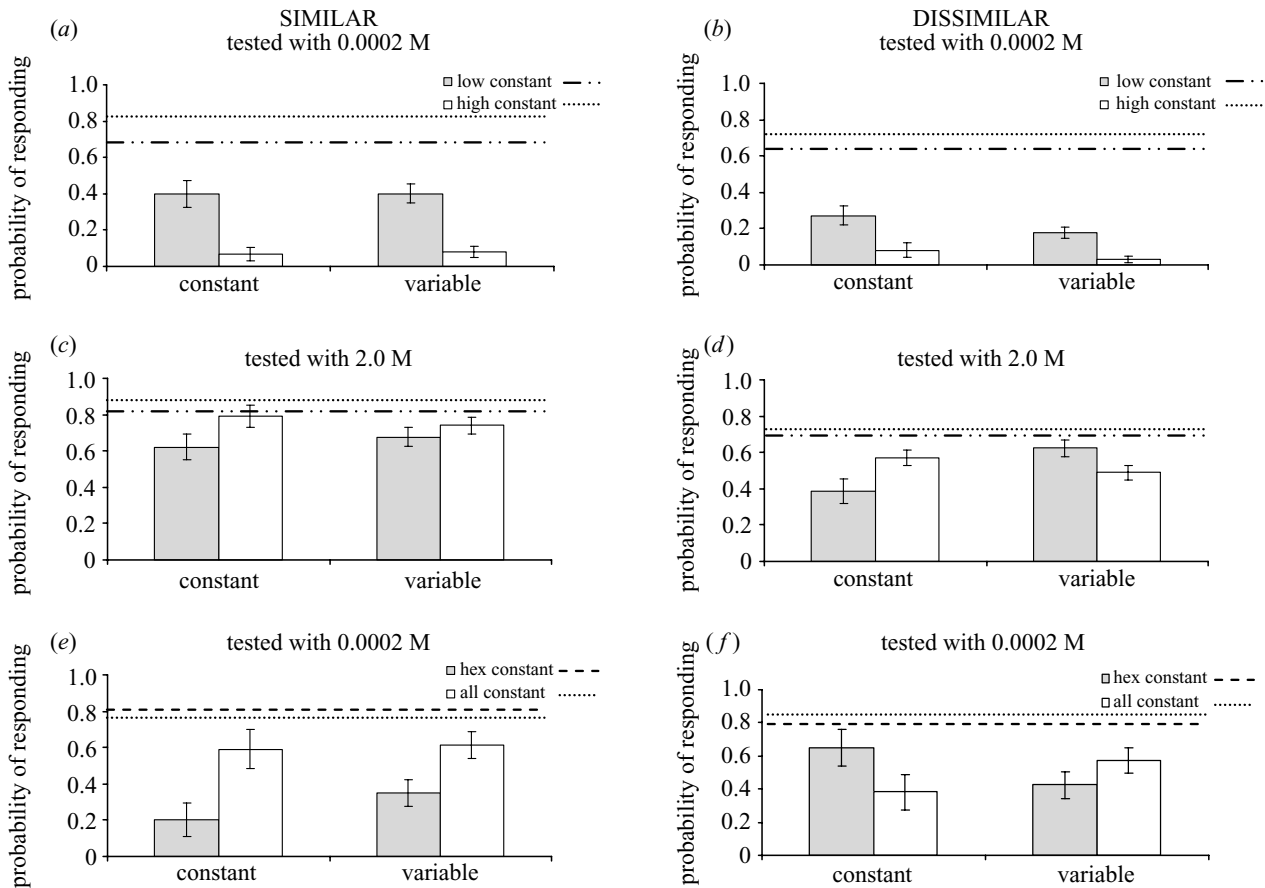 SIMILAR
(a)
tested with 0.0002 M
low constant
high constant
probability of responding
1.0
0.8
0.6
0.4
0.2
0
constant
variable
DISSIMILAR
(b)
tested with 0.0002 M
low constant
high constant
probability of responding
1.0
0.8
0.6
0.4
0.2
0
constant
variable
(c)
tested with 2.0 M
probability of responding
1.0
0.8
0.6
0.4
0.2
0
constant
variable
(d)
tested with 2.0 M
probability of responding
1.0
0.8
0.6
0.4
0.2
0
constant
variable
(e)
tested with 0.0002 M
hex constant
all constant
probability of responding
1.0
0.8
0.6
0.4
0.2
0
constant
variable
(f)
tested with 0.0002 M
hex constant
all constant
probability of responding
1.0
0.8
0.6
0.4
0.2
0
constant
variable